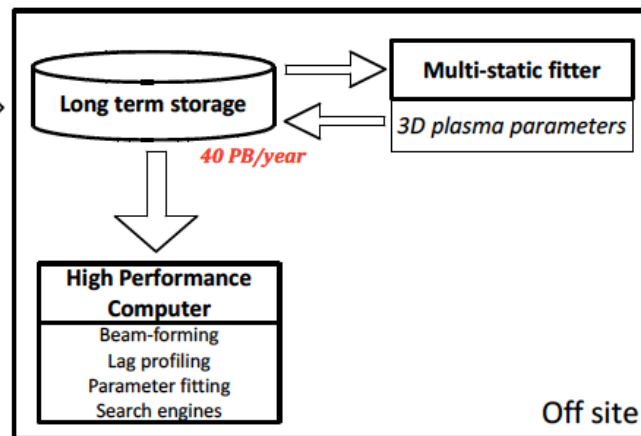 Long term storage
40 PB/year
Multi-static fitter
3D plasma parameters
High Performance
Computer
Beam-forming
Lag profiling
Parameter fitting
Search engines
Off site